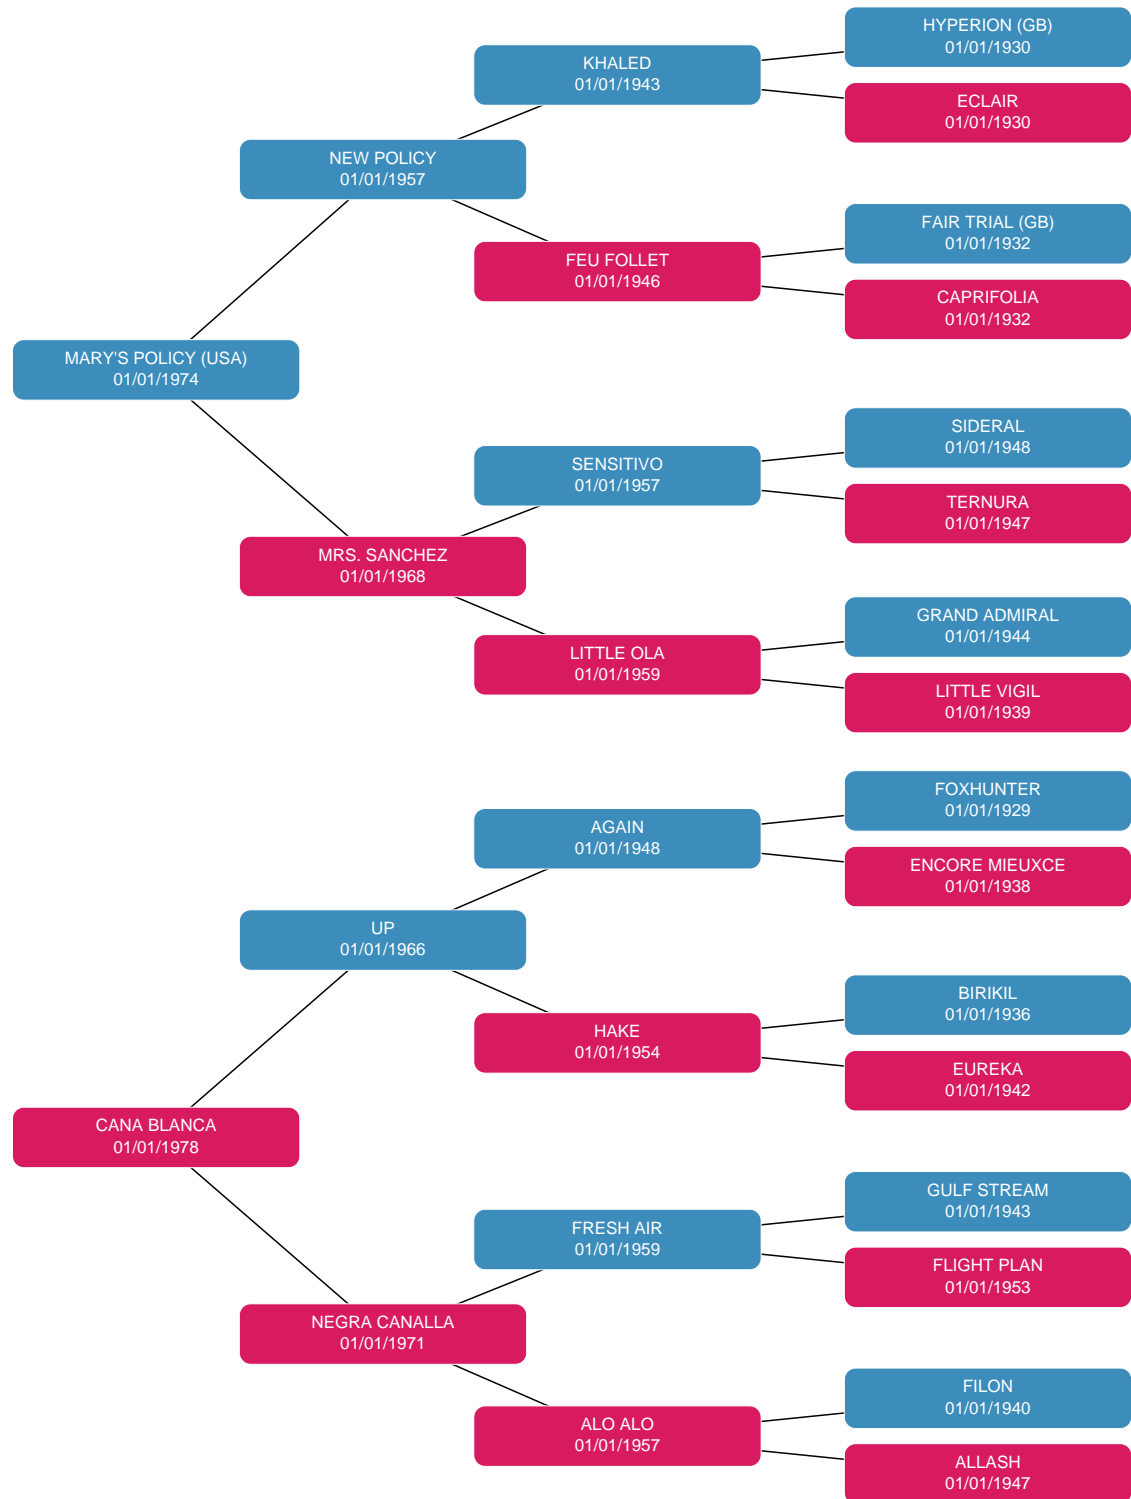 HYPERION (GB)
01/01/1930
KHALED
01/01/1943
ECLAIR
01/01/1930
NEW POLICY
01/01/1957
FAIR TRIAL (GB)
01/01/1932
FEU FOLLET
01/01/1946
CAPRIFOLIA
01/01/1932
MARY'S POLICY (USA)
01/01/1974
SIDERAL
01/01/1948
SENSITIVO
01/01/1957
TERNURA
01/01/1947
MRS. SANCHEZ
01/01/1968
GRAND ADMIRAL
01/01/1944
LITTLE OLA
01/01/1959
LITTLE VIGIL
01/01/1939
FOXHUNTER
01/01/1929
AGAIN
01/01/1948
ENCORE MIEUXCE
01/01/1938
UP
01/01/1966
BIRIKIL
01/01/1936
HAKE
01/01/1954
EUREKA
01/01/1942
CANA BLANCA
01/01/1978
GULF STREAM
01/01/1943
FRESH AIR
01/01/1959
FLIGHT PLAN
01/01/1953
NEGRA CANALLA
01/01/1971
FILON
01/01/1940
ALO ALO
01/01/1957
ALLASH
01/01/1947